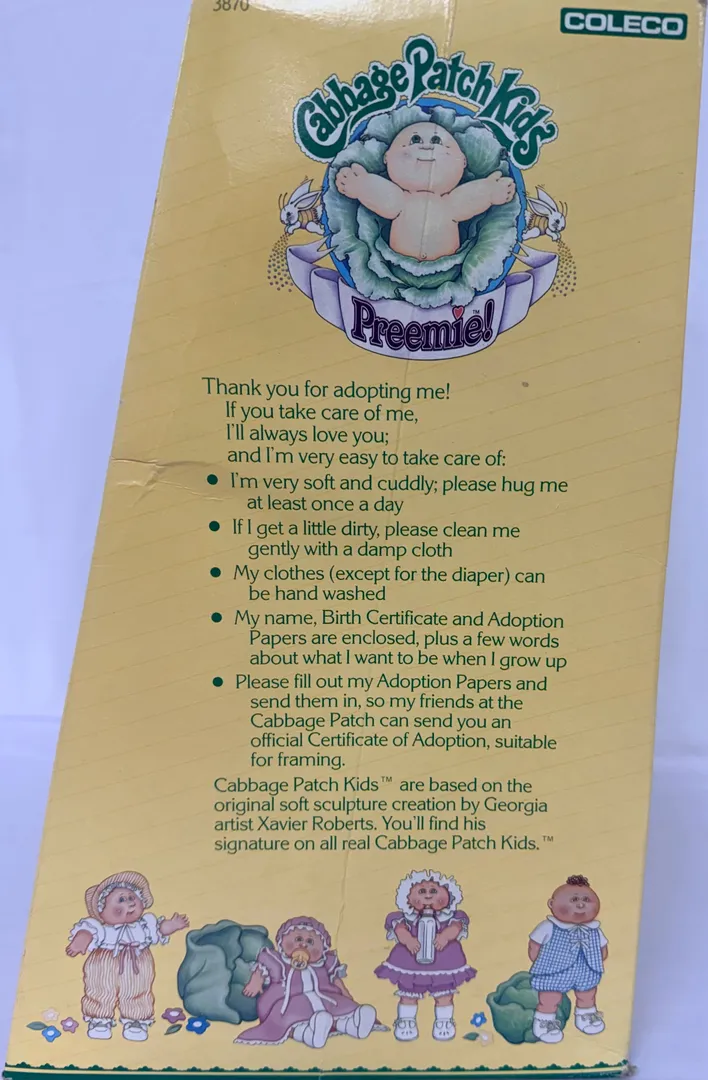 3870
COLECO
Cabbage Patch Kids
Preemie!™
Thank you for adopting me!
If you take care of me,
I'll always love you;
and I'm very easy to take care of:
● I'm very soft and cuddly; please hug me
at least once a day
● If I get a little dirty, please clean me
gently with a damp cloth
● My clothes (except for the diaper) can
be hand washed
● My name, Birth Certificate and Adoption
Papers are enclosed, plus a few words
about what I want to be when I grow up
● Please fill out my Adoption Papers and
send them in, so my friends at the
Cabbage Patch can send you an
official Certificate of Adoption, suitable
for framing.
Cabbage Patch Kids™ are based on the
original soft sculpture creation by Georgia
artist Xavier Roberts. You'll find his
signature on all real Cabbage Patch Kids.™